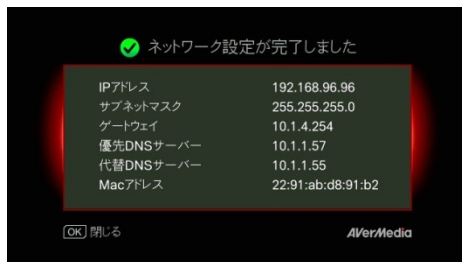 ネットワーク設定が完了しました
IPアドレス 192.168.96.96
サブネットマスク 255.255.255.0
ゲートウェイ 10.1.4.254
優先DNSサーバー 10.1.1.57
代替DNSサーバー 10.1.1.55
Macアドレス 22:91:ab:d8:91:b2
OK 閉じる
AVerMedia